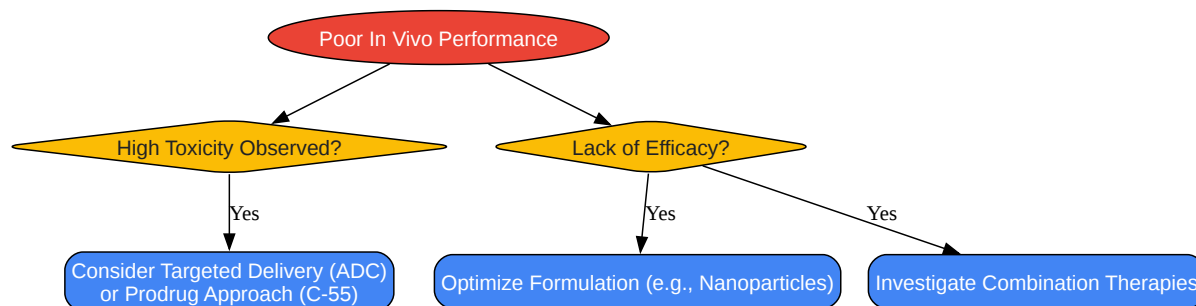 Poor In Vivo Performance
High Toxicity Observed?
Lack of Efficacy?
Yes
Yes
Yes
Consider Targeted Delivery (ADC)
or Prodrug Approach (C-55)
Optimize Formulation (e.g., Nanoparticles)
Investigate Combination Therapies